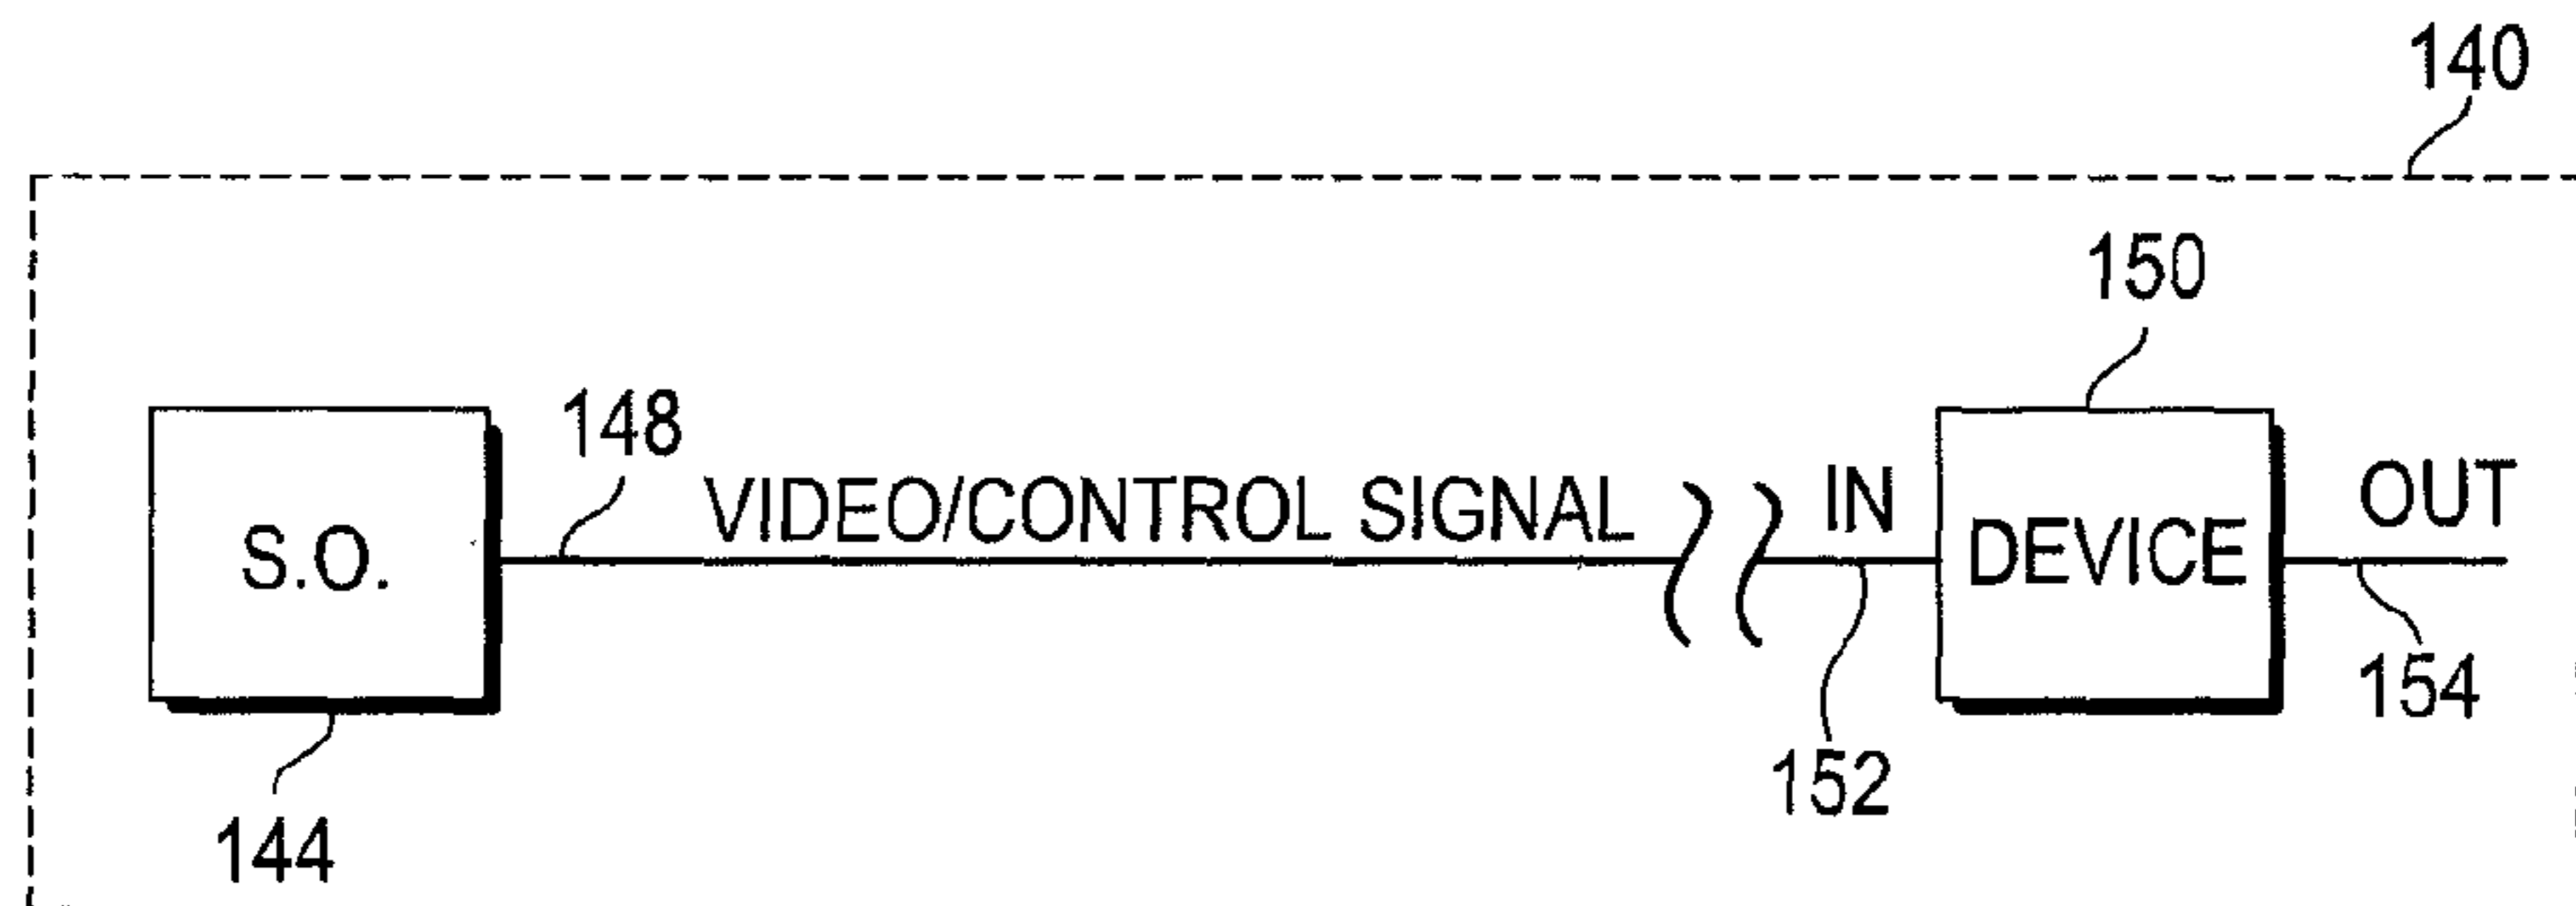 140
150
148
VIDEO/CONTROL SIGNAL
IN
OUT
S.O.
DEVICE
154
152
144